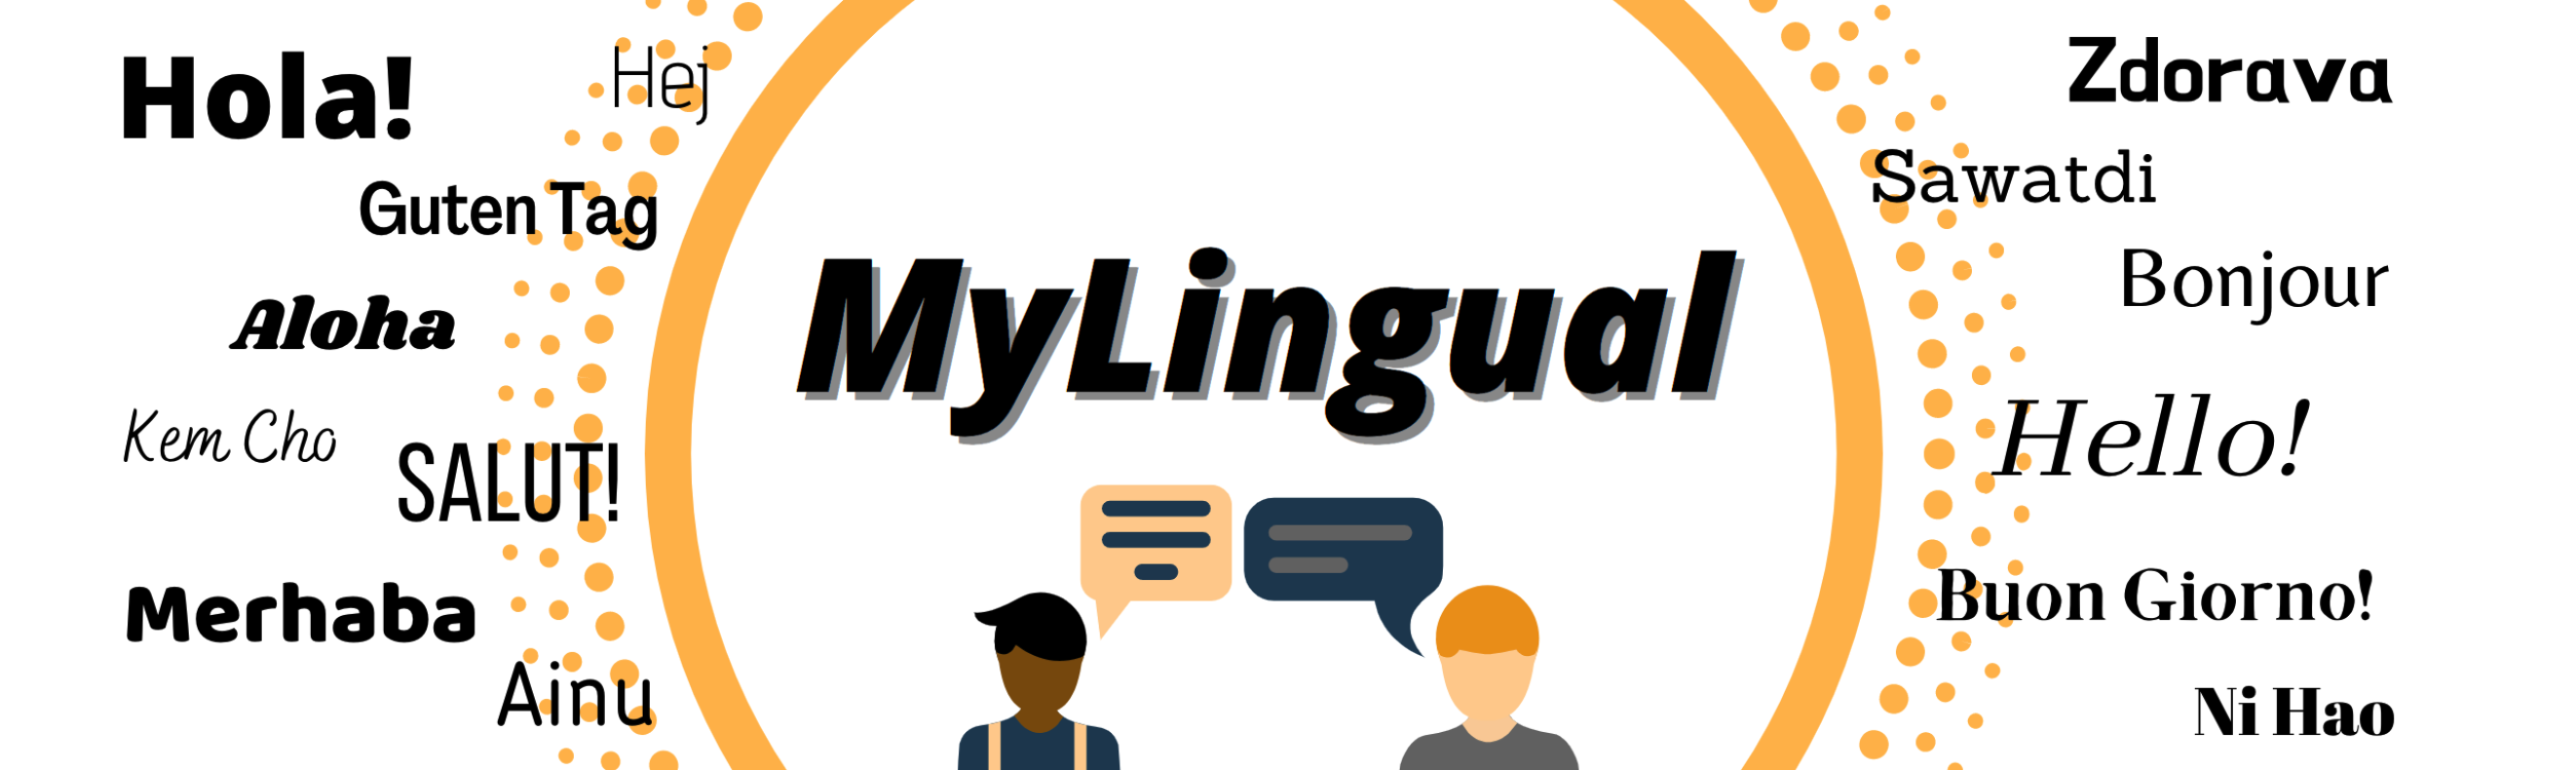 Hola!
Hej
Guten Tag
Aloha
Kem Cho
SALUT!
Merhaba
Ainu
MyLingual
Zdorava
Sawatdi
Bonjour
Hello!
Buon Giorno!
Ni Hao